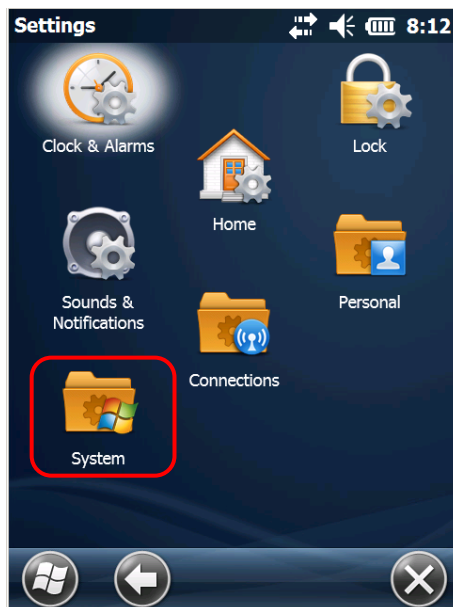 Settings 8:12
Clock & Alarms
Lock
Home
Sounds &
Notifications
Personal
Connections
System